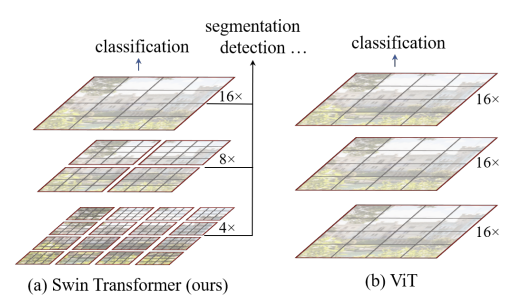 segmentation
classification
detection ...
16×
8×
4×
(a) Swin Transformer (ours)
classification
16×
16×
16×
(b) ViT